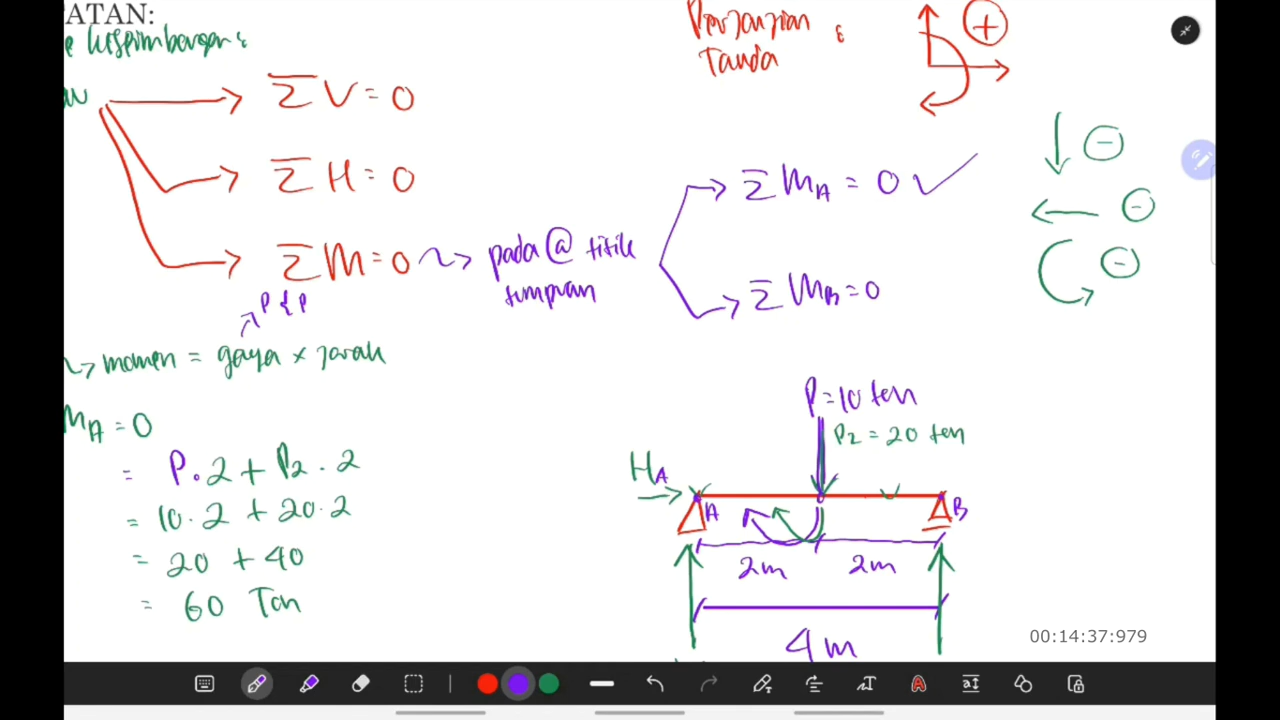 ATAN:
Perjanjian
Tanda :
+
ΣV = 0
ΣH = 0
ΣM = 0
P & P
pada @ titik
tumpuan
ΣMA = 0 ✓
ΣMB = 0
-
-
-
momen = gaya × jarak
MA = 0
= P . 2 + P2 . 2
= 10 . 2 + 20 . 2
= 20 + 40
= 60 Ton
P = 10 ton
P2 = 20 ton
HA
A
B
2m
2m
4 m
00:14:37:979